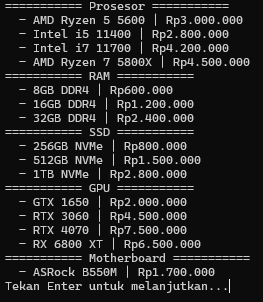 =========== Prosesor ===========
- AMD Ryzen 5 5600 | Rp3.000.000
- Intel i5 11400 | Rp2.800.000
- Intel i7 11700 | Rp4.200.000
- AMD Ryzen 7 5800X | Rp4.500.000
=========== RAM ===========
- 8GB DDR4 | Rp600.000
- 16GB DDR4 | Rp1.200.000
- 32GB DDR4 | Rp2.400.000
=========== SSD ===========
- 256GB NVMe | Rp800.000
- 512GB NVMe | Rp1.500.000
- 1TB NVMe | Rp2.800.000
=========== GPU ===========
- GTX 1650 | Rp2.000.000
- RTX 3060 | Rp4.500.000
- RTX 4070 | Rp7.500.000
- RX 6800 XT | Rp6.500.000
=========== Motherboard ===========
- ASRock B550M | Rp1.700.000
Tekan Enter untuk melanjutkan...